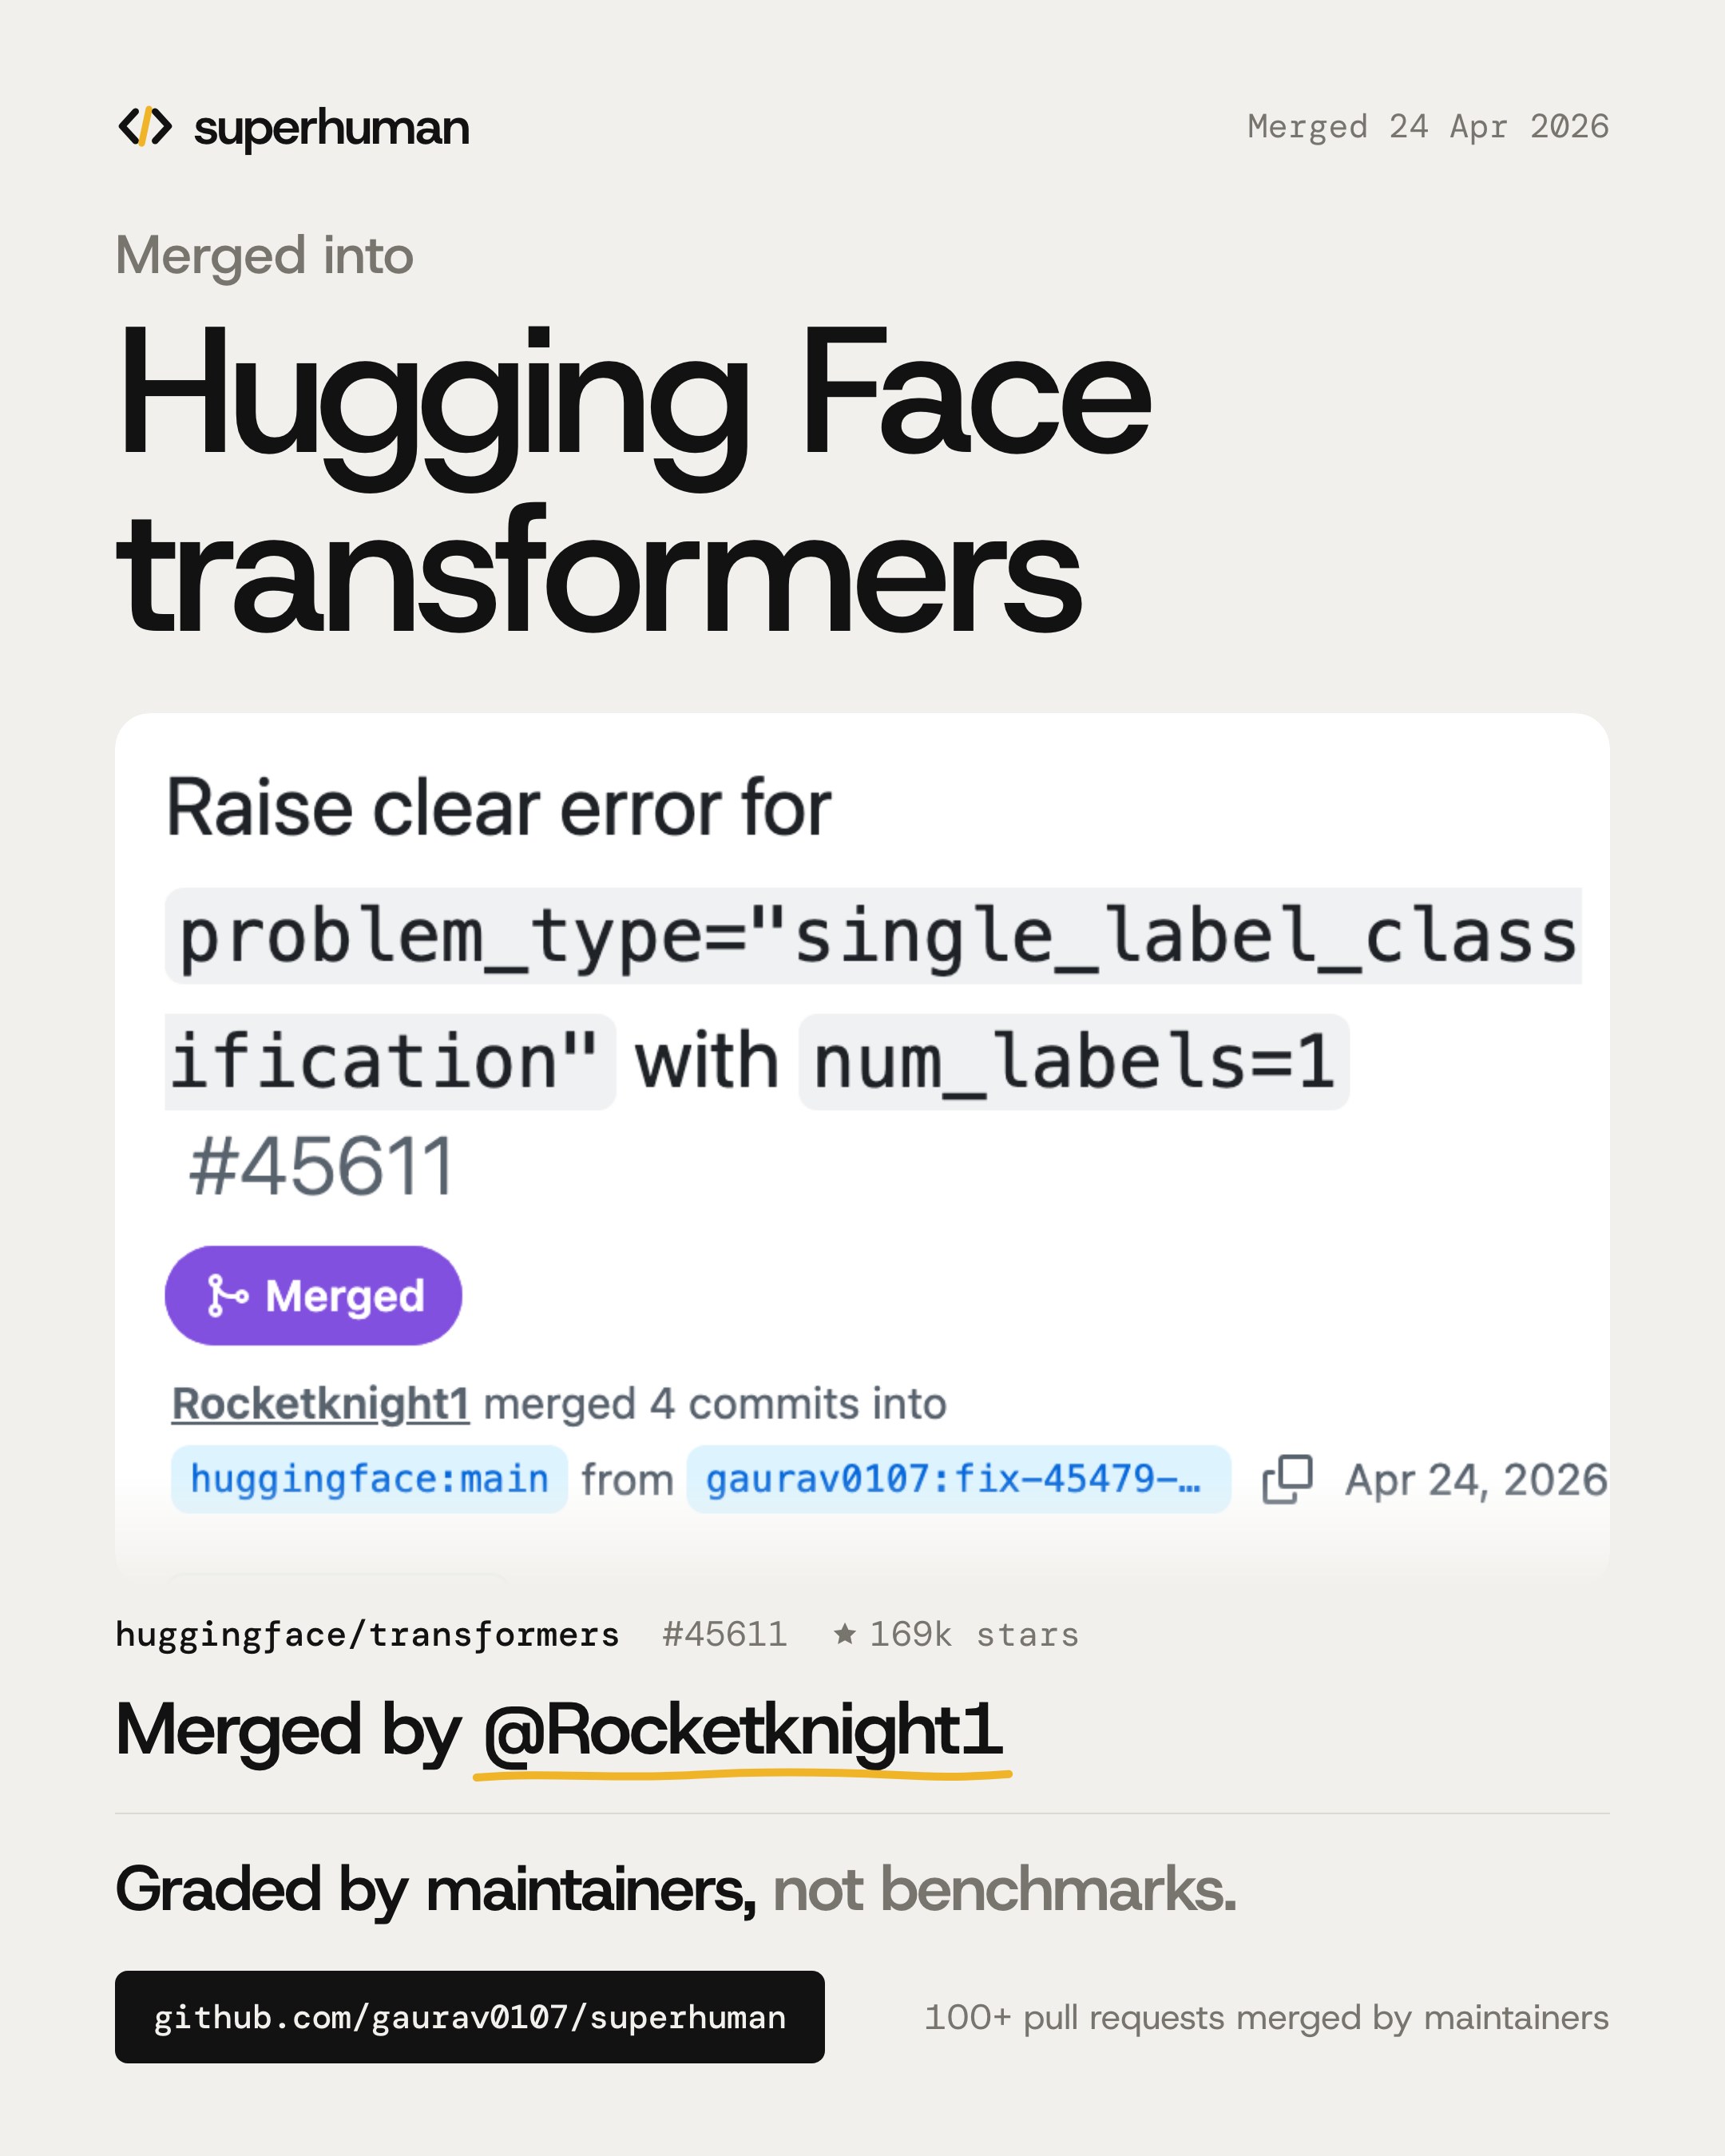 superhuman
Merged 24 Apr 2026
Merged into
Hugging Face
transformers
Raise clear error for
problem_type="single_label_class
ification" with num_labels=1
#45611
Merged
Rocketknight1 merged 4 commits into
huggingface:main from gaurav0107:fix-45479-… Apr 24, 2026
huggingface/transformers #45611 ★ 169k stars
Merged by @Rocketknight1
Graded by maintainers, not benchmarks.
github.com/gaurav0107/superhuman
100+ pull requests merged by maintainers